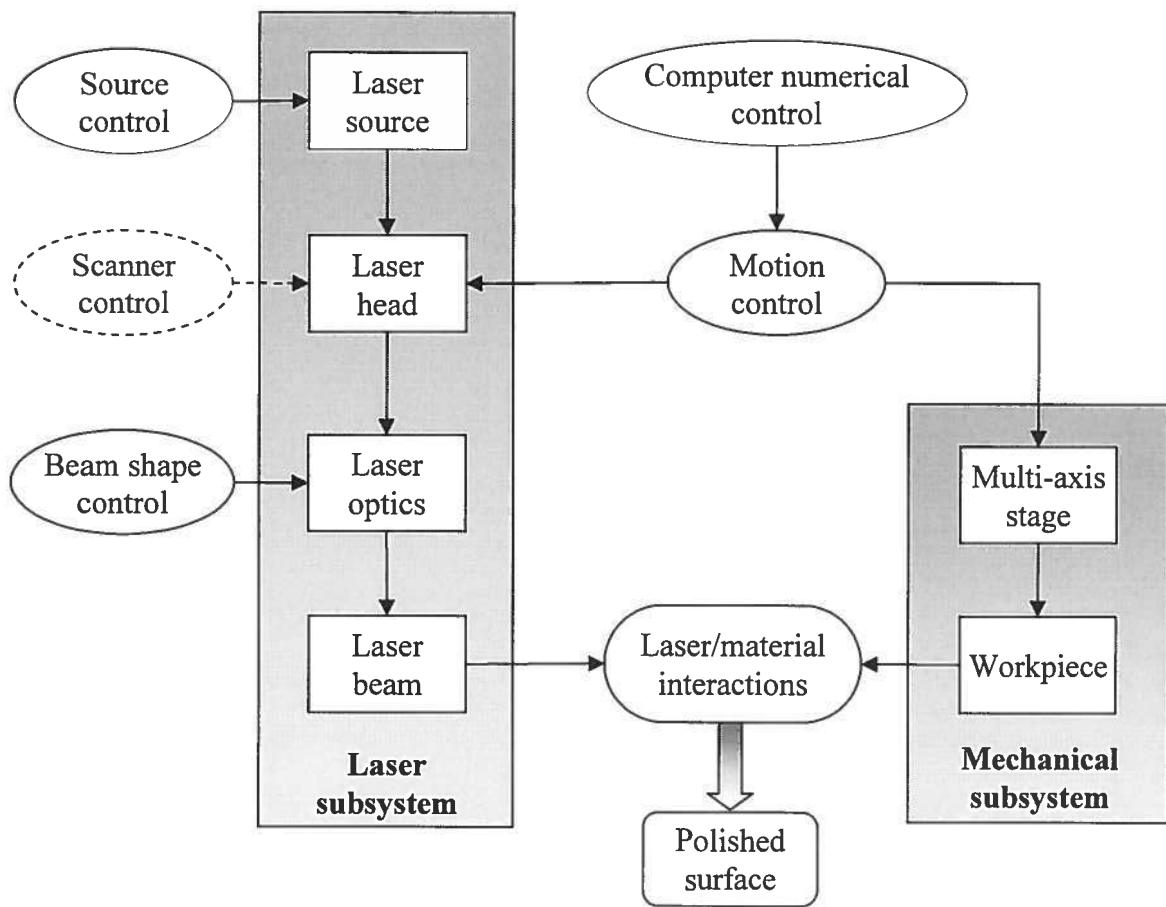 Source
control
Laser
source
Computer numerical
control
Scanner
control
Laser
head
Motion
control
Beam shape
control
Laser
optics
Multi-axis
stage
Laser
beam
Laser/material
interactions
Workpiece
Laser
subsystem
Mechanical
subsystem
Polished
surface